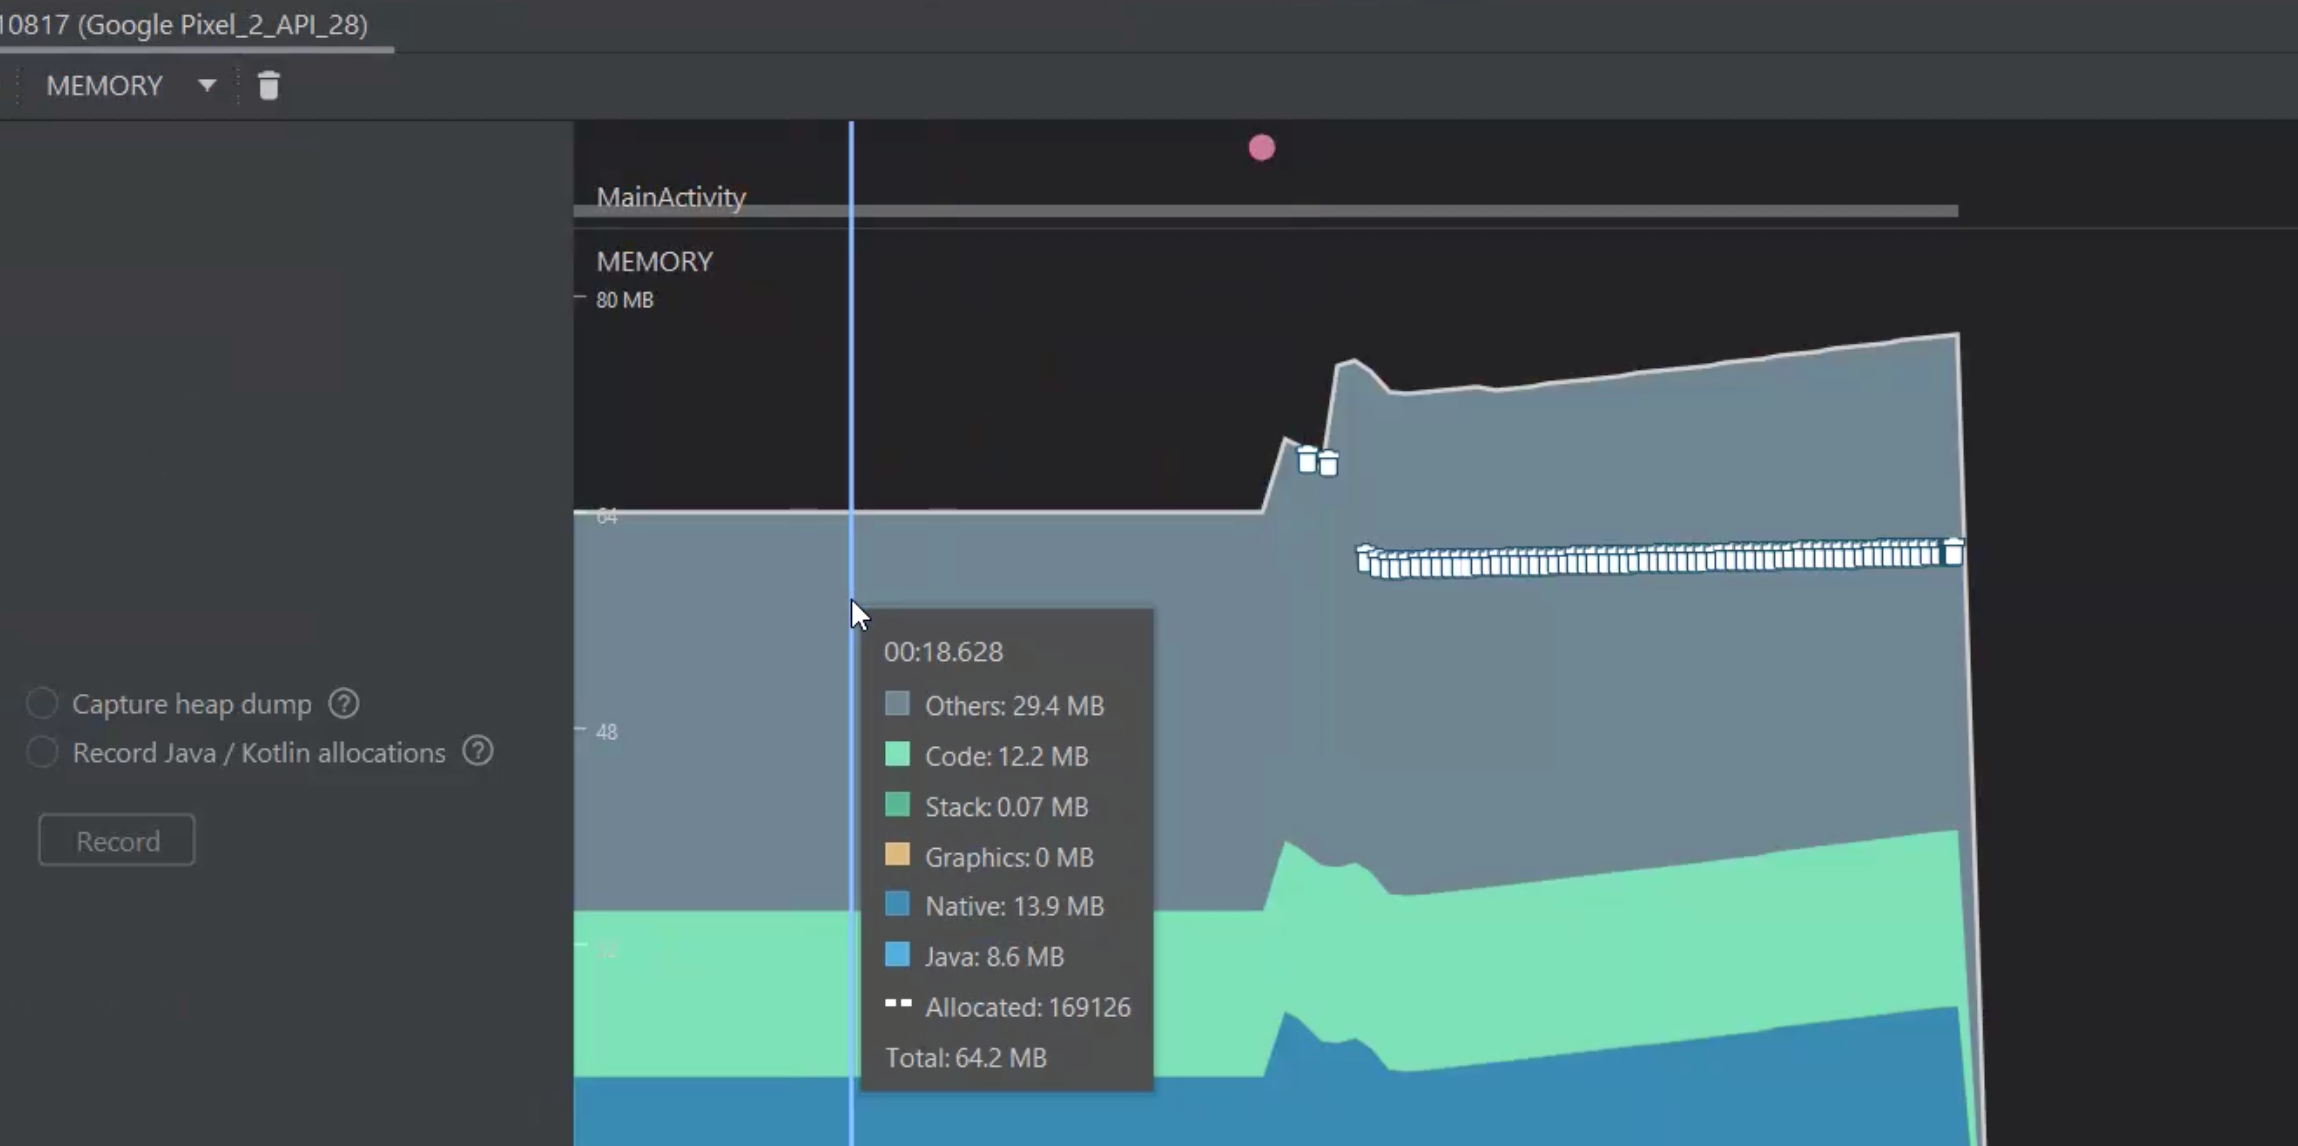 10817 (Google Pixel_2_API_28)
MEMORY
MainActivity
MEMORY
80 MB
64
48
00:18.628
Others: 29.4 MB
Code: 12.2 MB
Stack: 0.07 MB
Graphics: 0 MB
Native: 13.9 MB
Java: 8.6 MB
Allocated: 169126
Total: 64.2 MB
Capture heap dump ?
Record Java / Kotlin allocations ?
Record